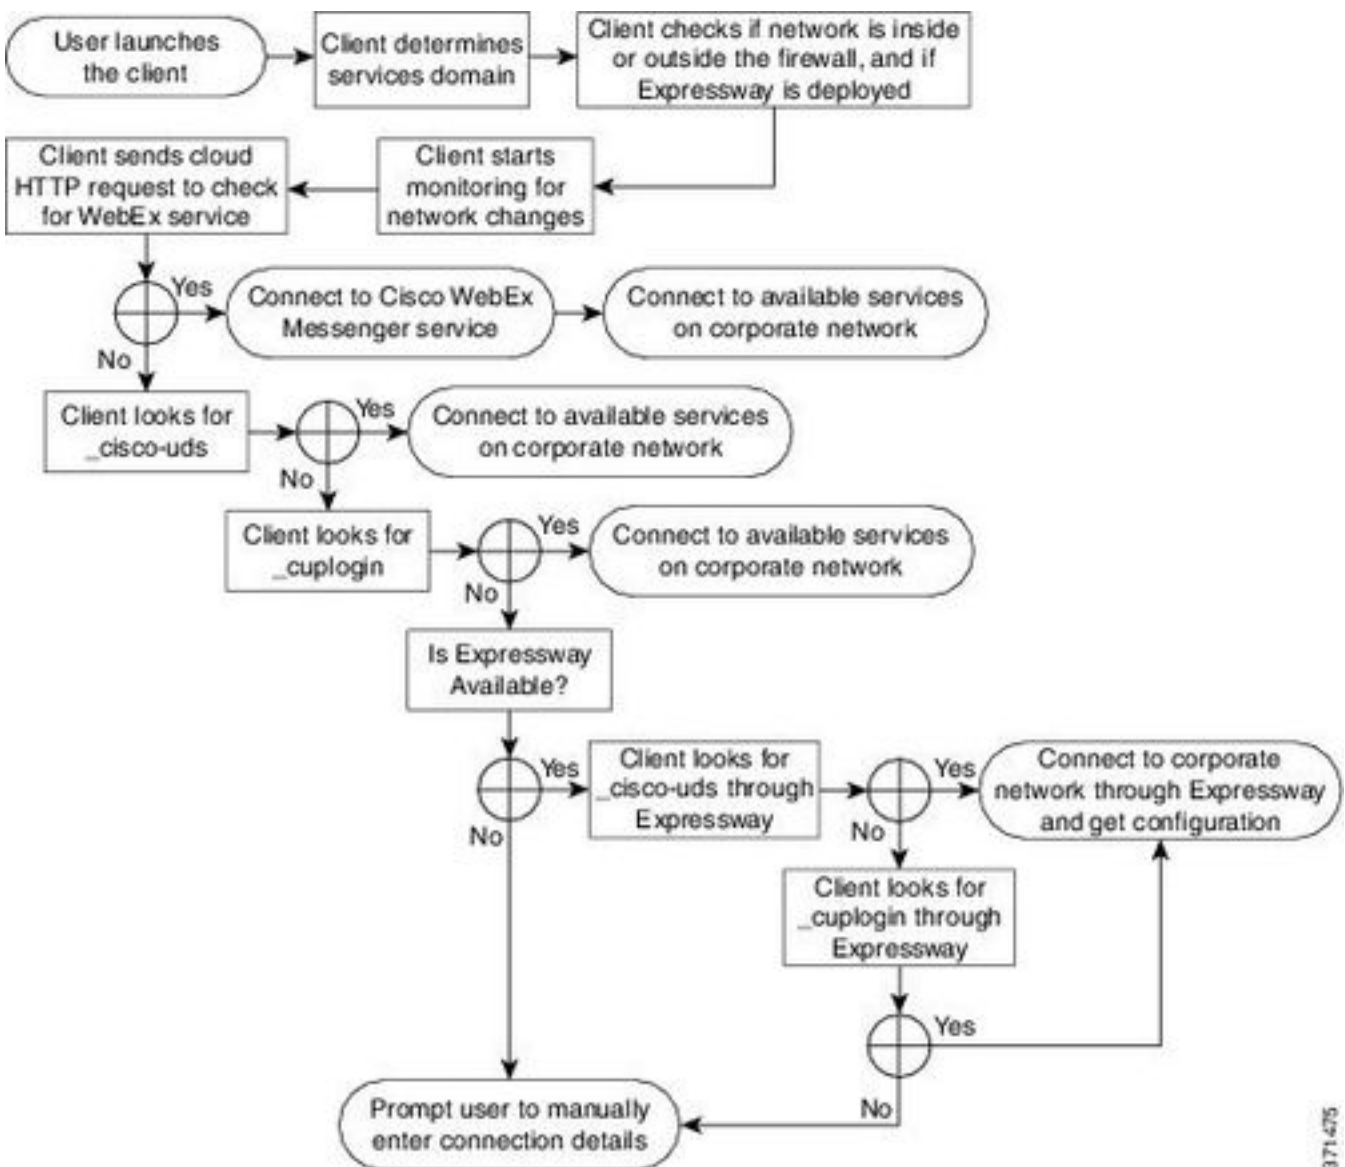 User launches
the client
Client determines
services domain
Client checks if network is inside
or outside the firewall, and if
Expressway is deployed
Client sends cloud
HTTP request to check
for WebEx service
Client starts
monitoring for
network changes
Yes
Connect to Cisco WebEx
Messenger service
Connect to available services
on corporate network
No
Client looks for
_cisco-uds
Yes
Connect to available services
on corporate network
No
Client looks for
_cuplogin
Yes
Connect to available services
on corporate network
No
Is Expressway
Available?
Yes
No
Client looks for
_cisco-uds through
Expressway
Yes
Connect to corporate
network through Expressway
and get configuration
No
Client looks for
_cuplogin through
Expressway
Yes
No
Prompt user to manually
enter connection details
371475